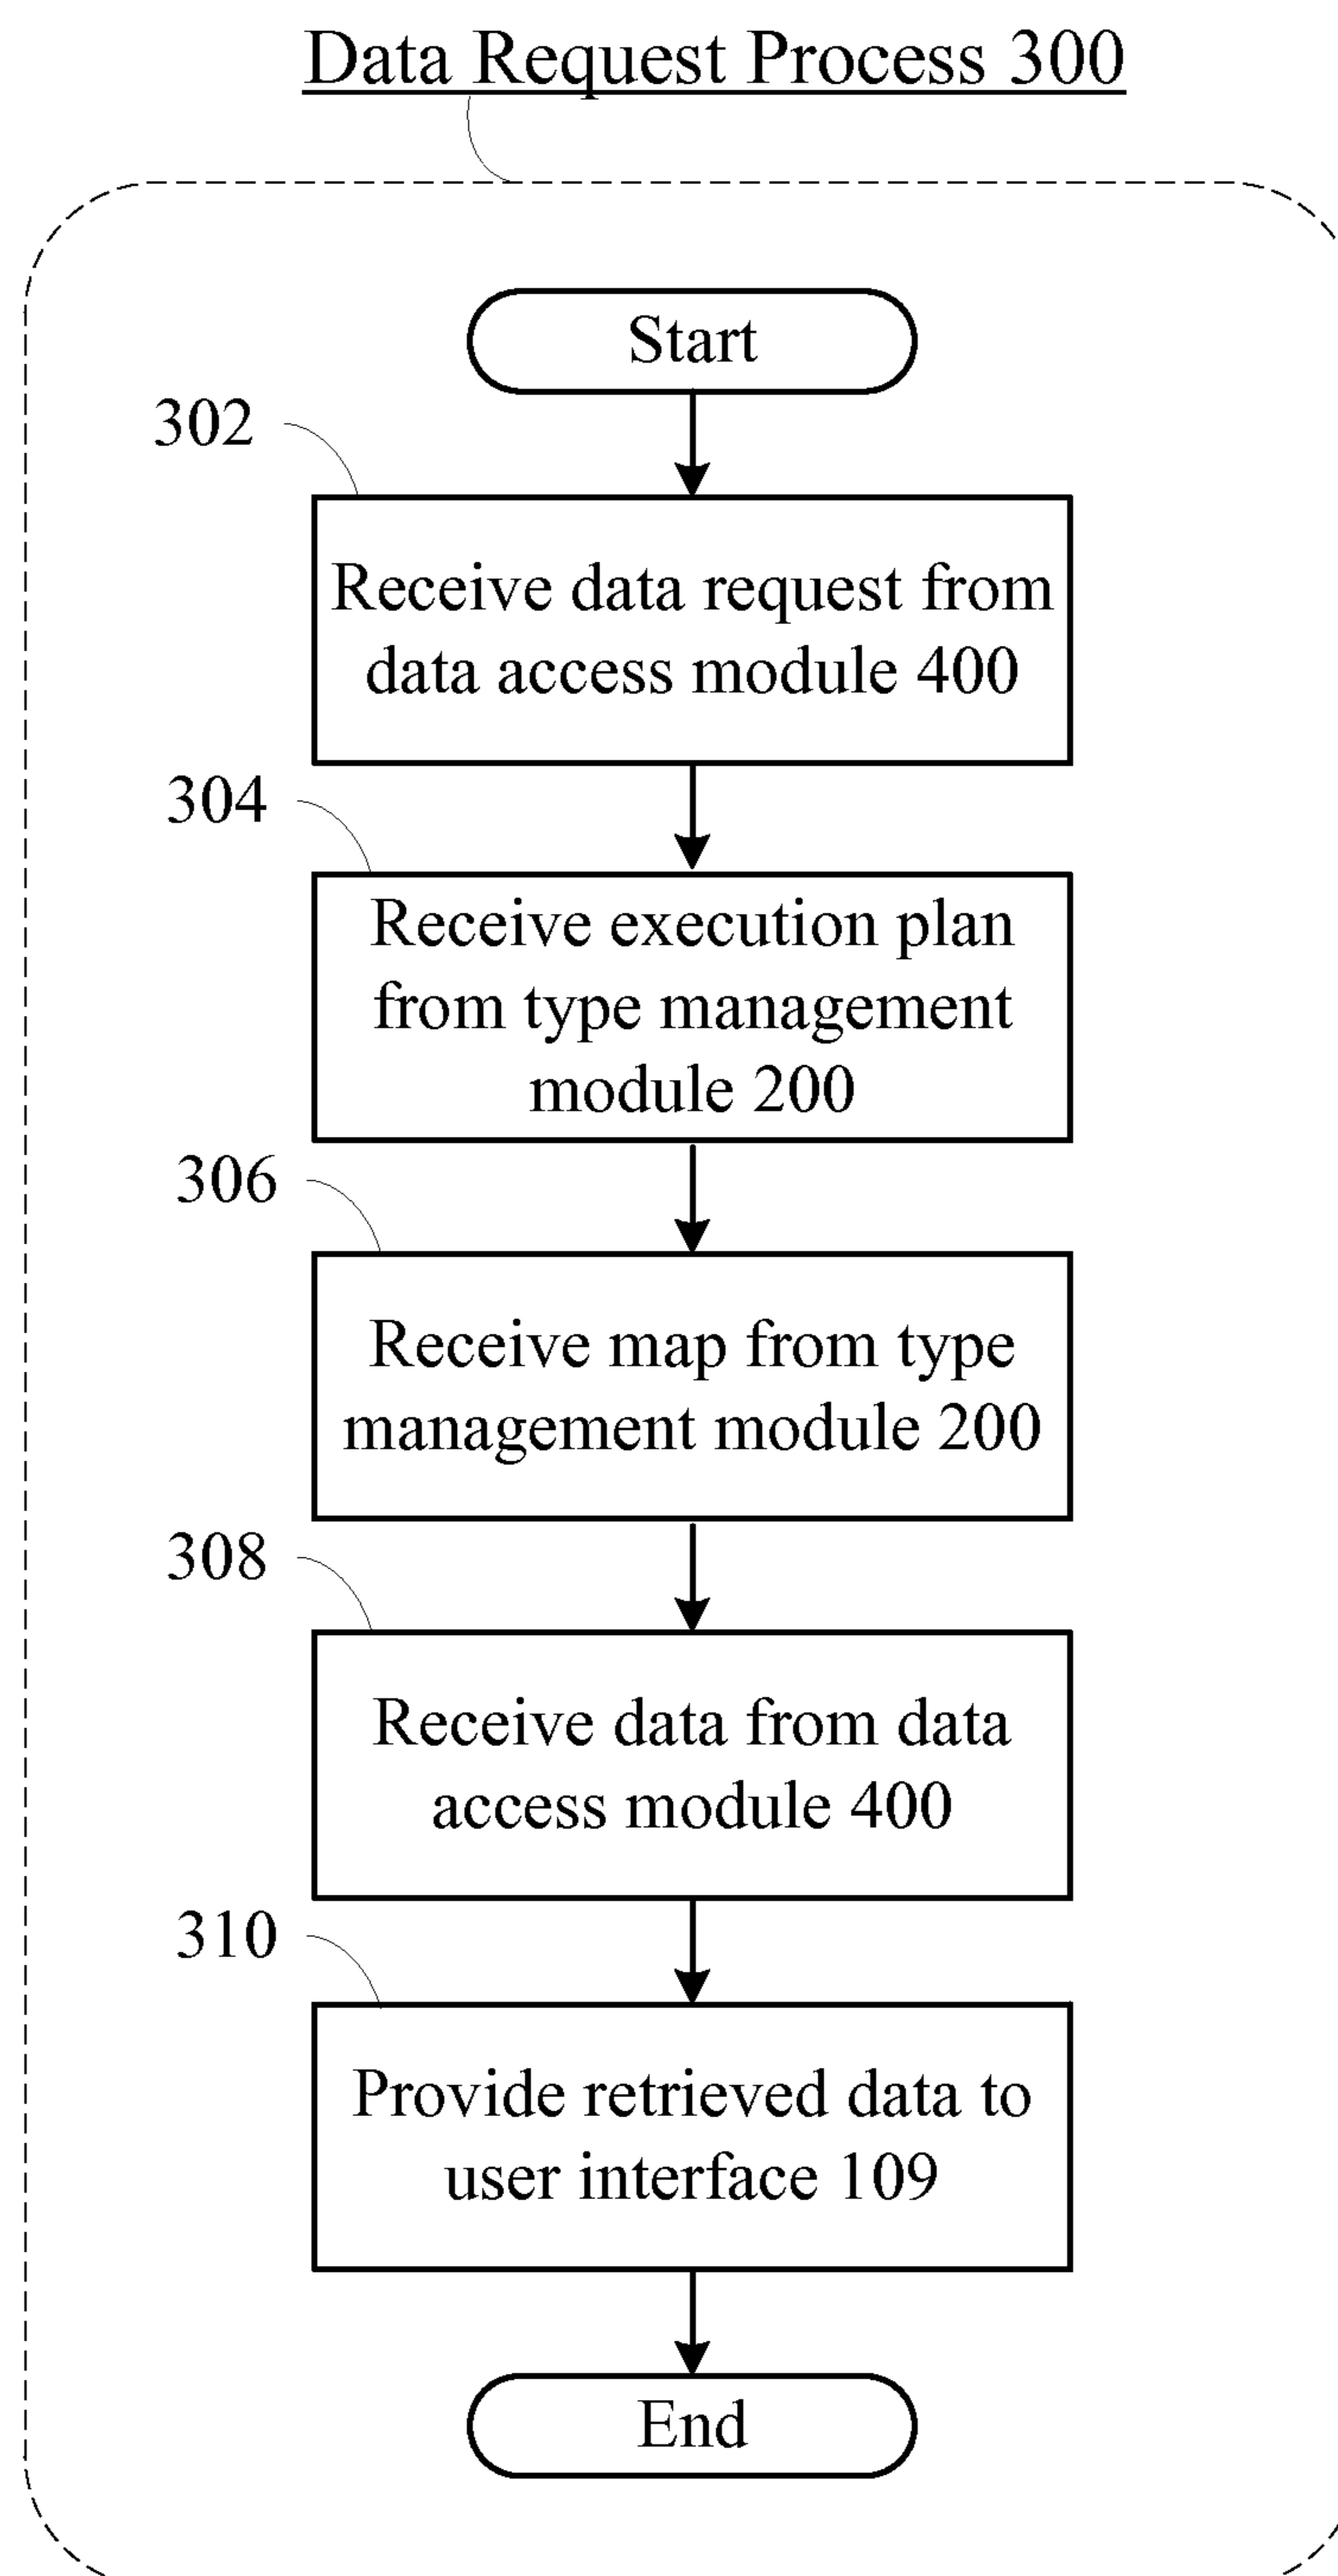 Data Request Process 300
Start
302
Receive data request from
data access module 400
304
Receive execution plan
from type management
module 200
306
Receive map from type
management module 200
308
Receive data from data
access module 400
310
Provide retrieved data to
user interface 109
End